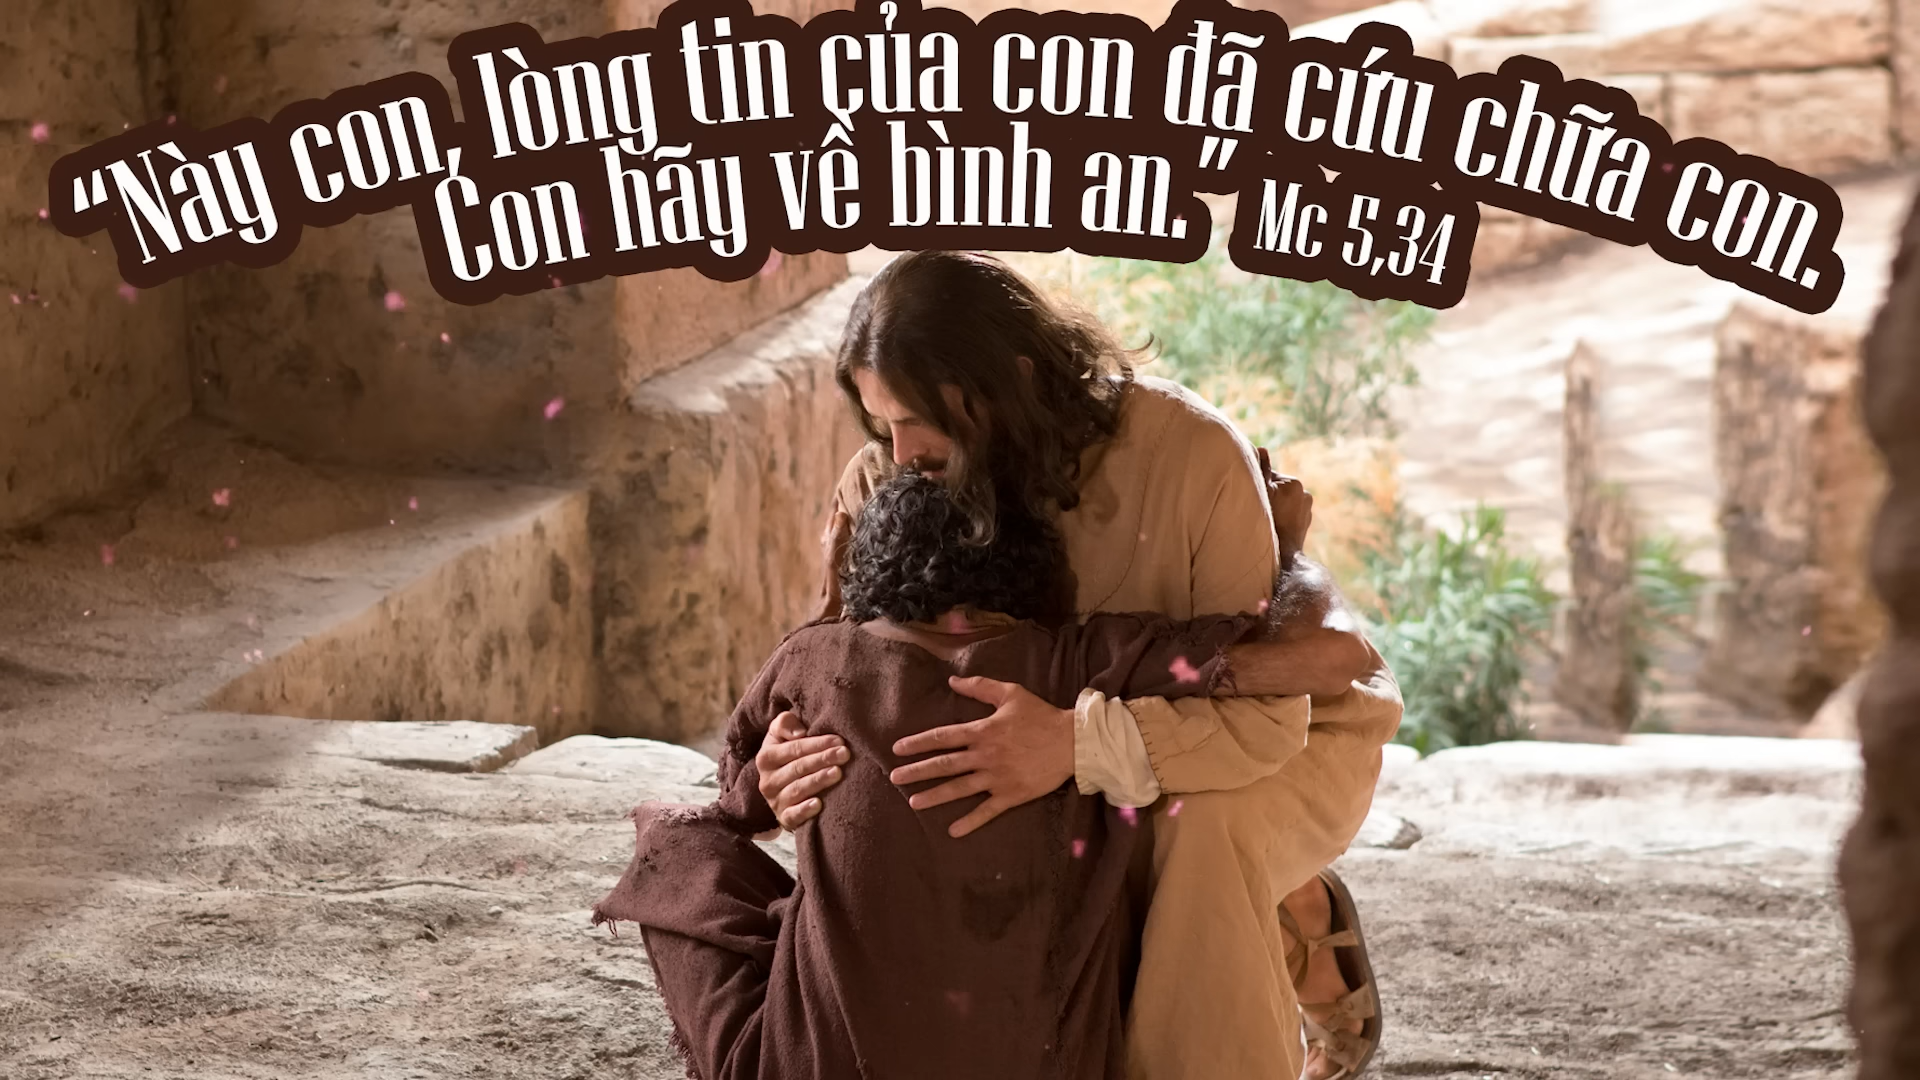 “Này con, lòng tin của con đã cứu chữa con.
Con hãy về bình an.” Mc 5,34